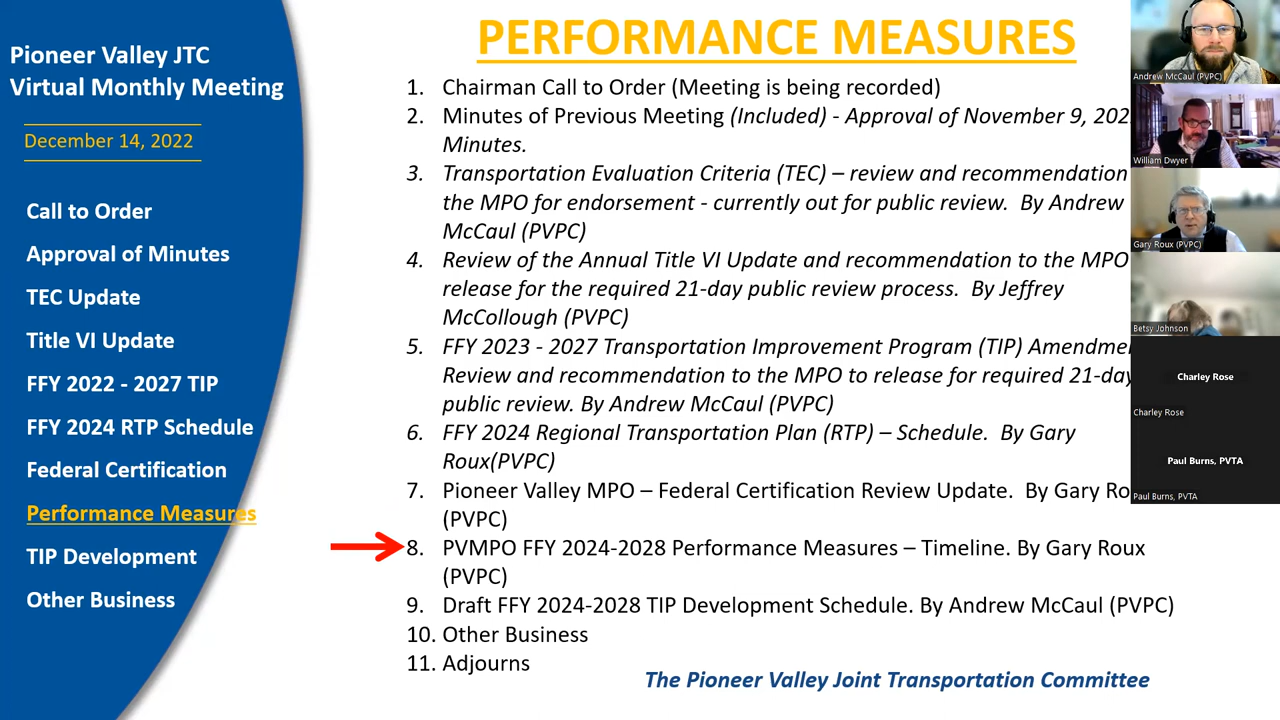 Pioneer Valley JTC
Virtual Monthly Meeting
December 14, 2022
Call to Order
Approval of Minutes
TEC Update
Title VI Update
FFY 2022 - 2027 TIP
FFY 2024 RTP Schedule
Federal Certification
Performance Measures
TIP Development
Other Business
PERFORMANCE MEASURES
1. Chairman Call to Order (Meeting is being recorded)
2. Minutes of Previous Meeting (Included) - Approval of November 9, 202
Minutes.
3. Transportation Evaluation Criteria (TEC) – review and recommendation
the MPO for endorsement - currently out for public review. By Andrew
McCaul (PVPC)
4. Review of the Annual Title VI Update and recommendation to the MPO
release for the required 21-day public review process. By Jeffrey
McCollough (PVPC)
5. FFY 2023 - 2027 Transportation Improvement Program (TIP) Amendme
Review and recommendation to the MPO to release for required 21-day
public review. By Andrew McCaul (PVPC)
6. FFY 2024 Regional Transportation Plan (RTP) – Schedule. By Gary
Roux(PVPC)
7. Pioneer Valley MPO – Federal Certification Review Update. By Gary Ro
(PVPC)
8. PVMPO FFY 2024-2028 Performance Measures – Timeline. By Gary Roux
(PVPC)
9. Draft FFY 2024-2028 TIP Development Schedule. By Andrew McCaul (PVPC)
10. Other Business
11. Adjourns
The Pioneer Valley Joint Transportation Committee
Andrew McCaul (PVPC)
William Dwyer
Gary Roux (PVPC)
Betsy Johnson
Charley Rose
Charley Rose
Paul Burns, PVTA
Paul Burns, PVTA